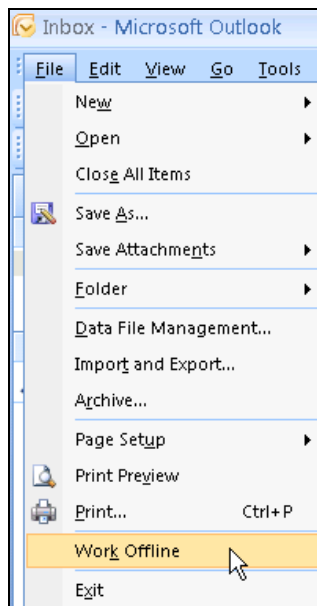 Inbox - Microsoft Outlook
File Edit View Go Tools
New
Open
Close All Items
Save As...
Save Attachments
Folder
Data File Management...
Import and Export...
Archive...
Page Setup
Print Preview
Print... Ctrl+P
Work Offline
Exit